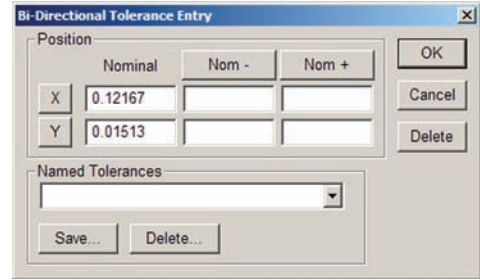 Bi-Directional Tolerance Entry
Position
Nominal Nom - Nom +
X 0.12167
Y 0.01513
OK
Cancel
Delete
Named Tolerances
Save... Delete...